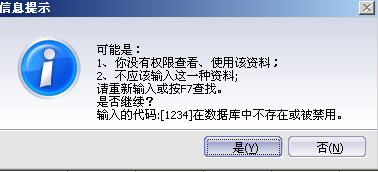 信息提示
可能是：
1、你没有权限查看、使用该资料；
2、不应该输入这一种资料;
请重新输入或按F7查找。
是否继续？
输入的代码:[1234]在数据库中不存在或被禁用。
是(Y) 否(N)